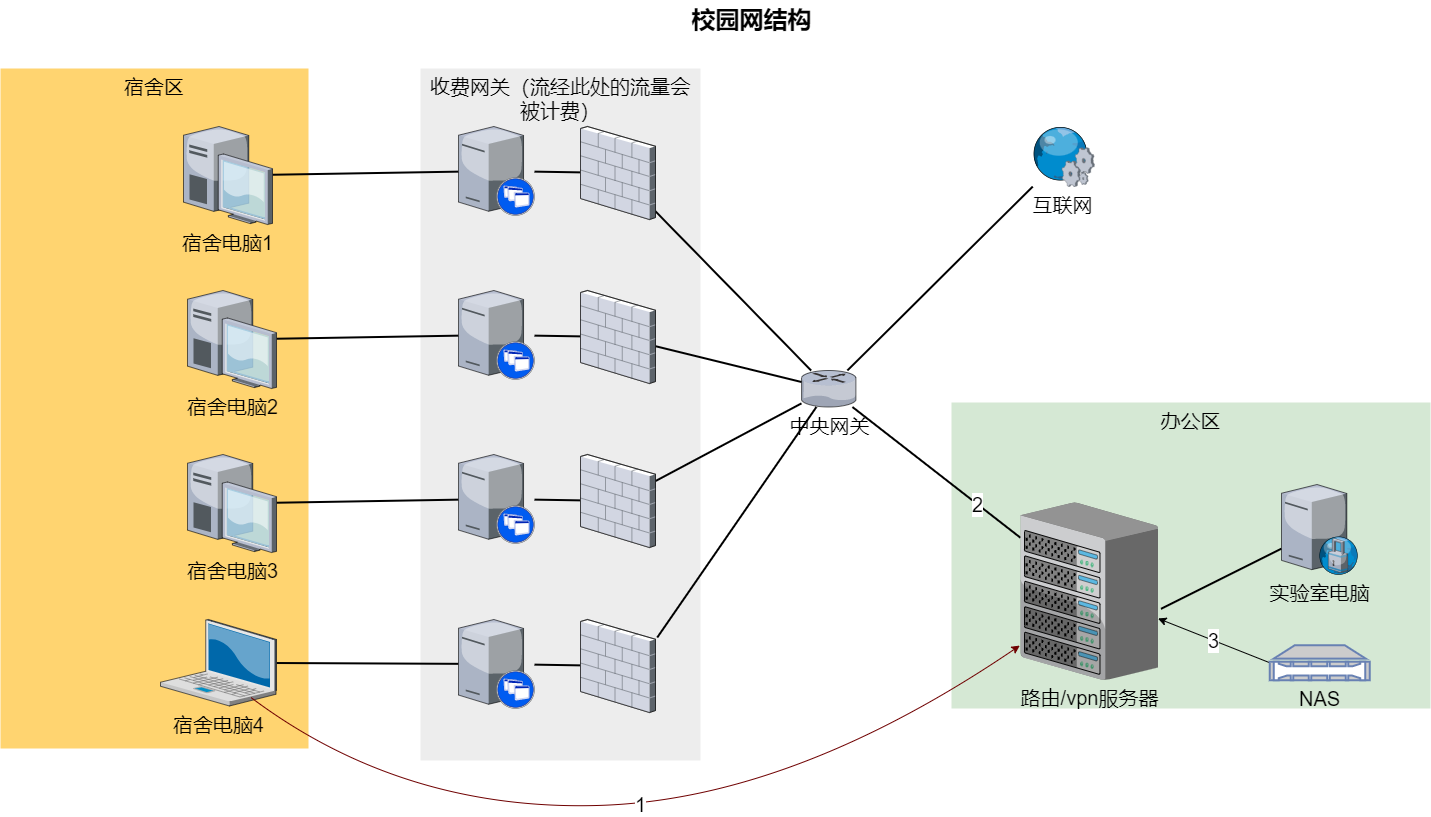 校园网结构
宿舍区
收费网关（流经此处的流量会
被计费）
宿舍电脑1
互联网
宿舍电脑2
中央网关
办公区
2
宿舍电脑3
实验室电脑
3
宿舍电脑4
路由/vpn服务器
NAS
1